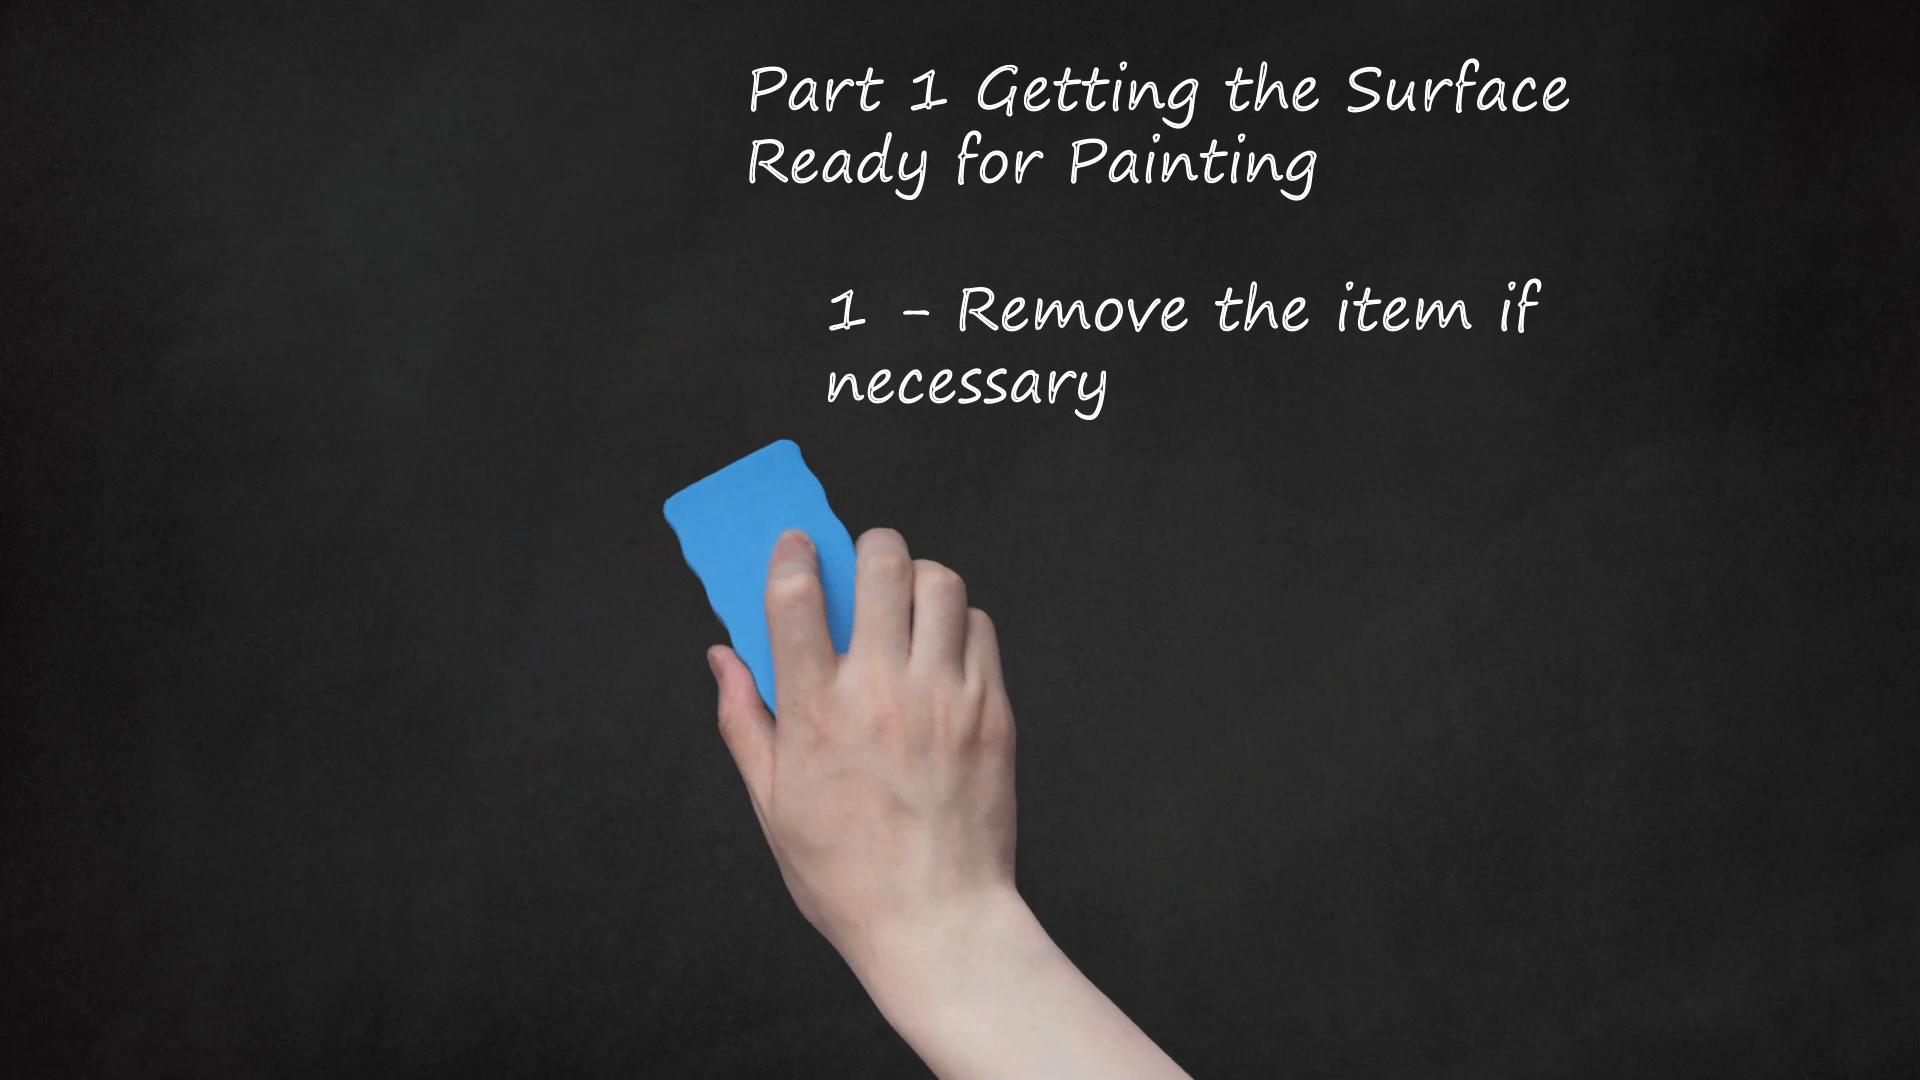 Part 1 Getting the Surface
Ready for Painting
1 - Remove the item if
necessary